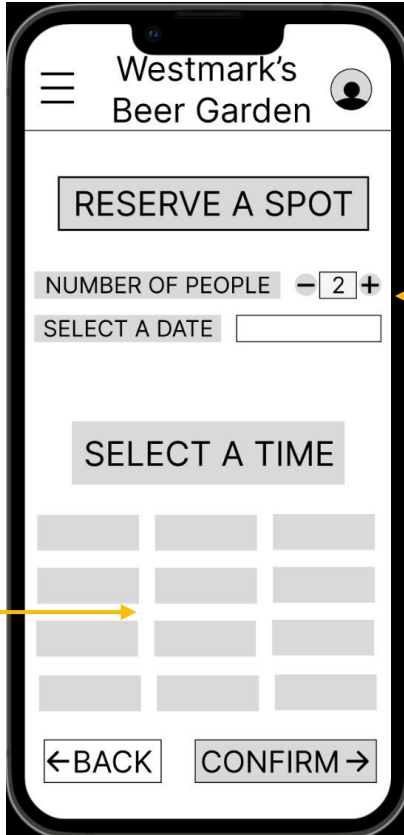 Westmark's
Beer Garden
RESERVE A SPOT
NUMBER OF PEOPLE 2
SELECT A DATE
SELECT A TIME
←BACK CONFIRM→